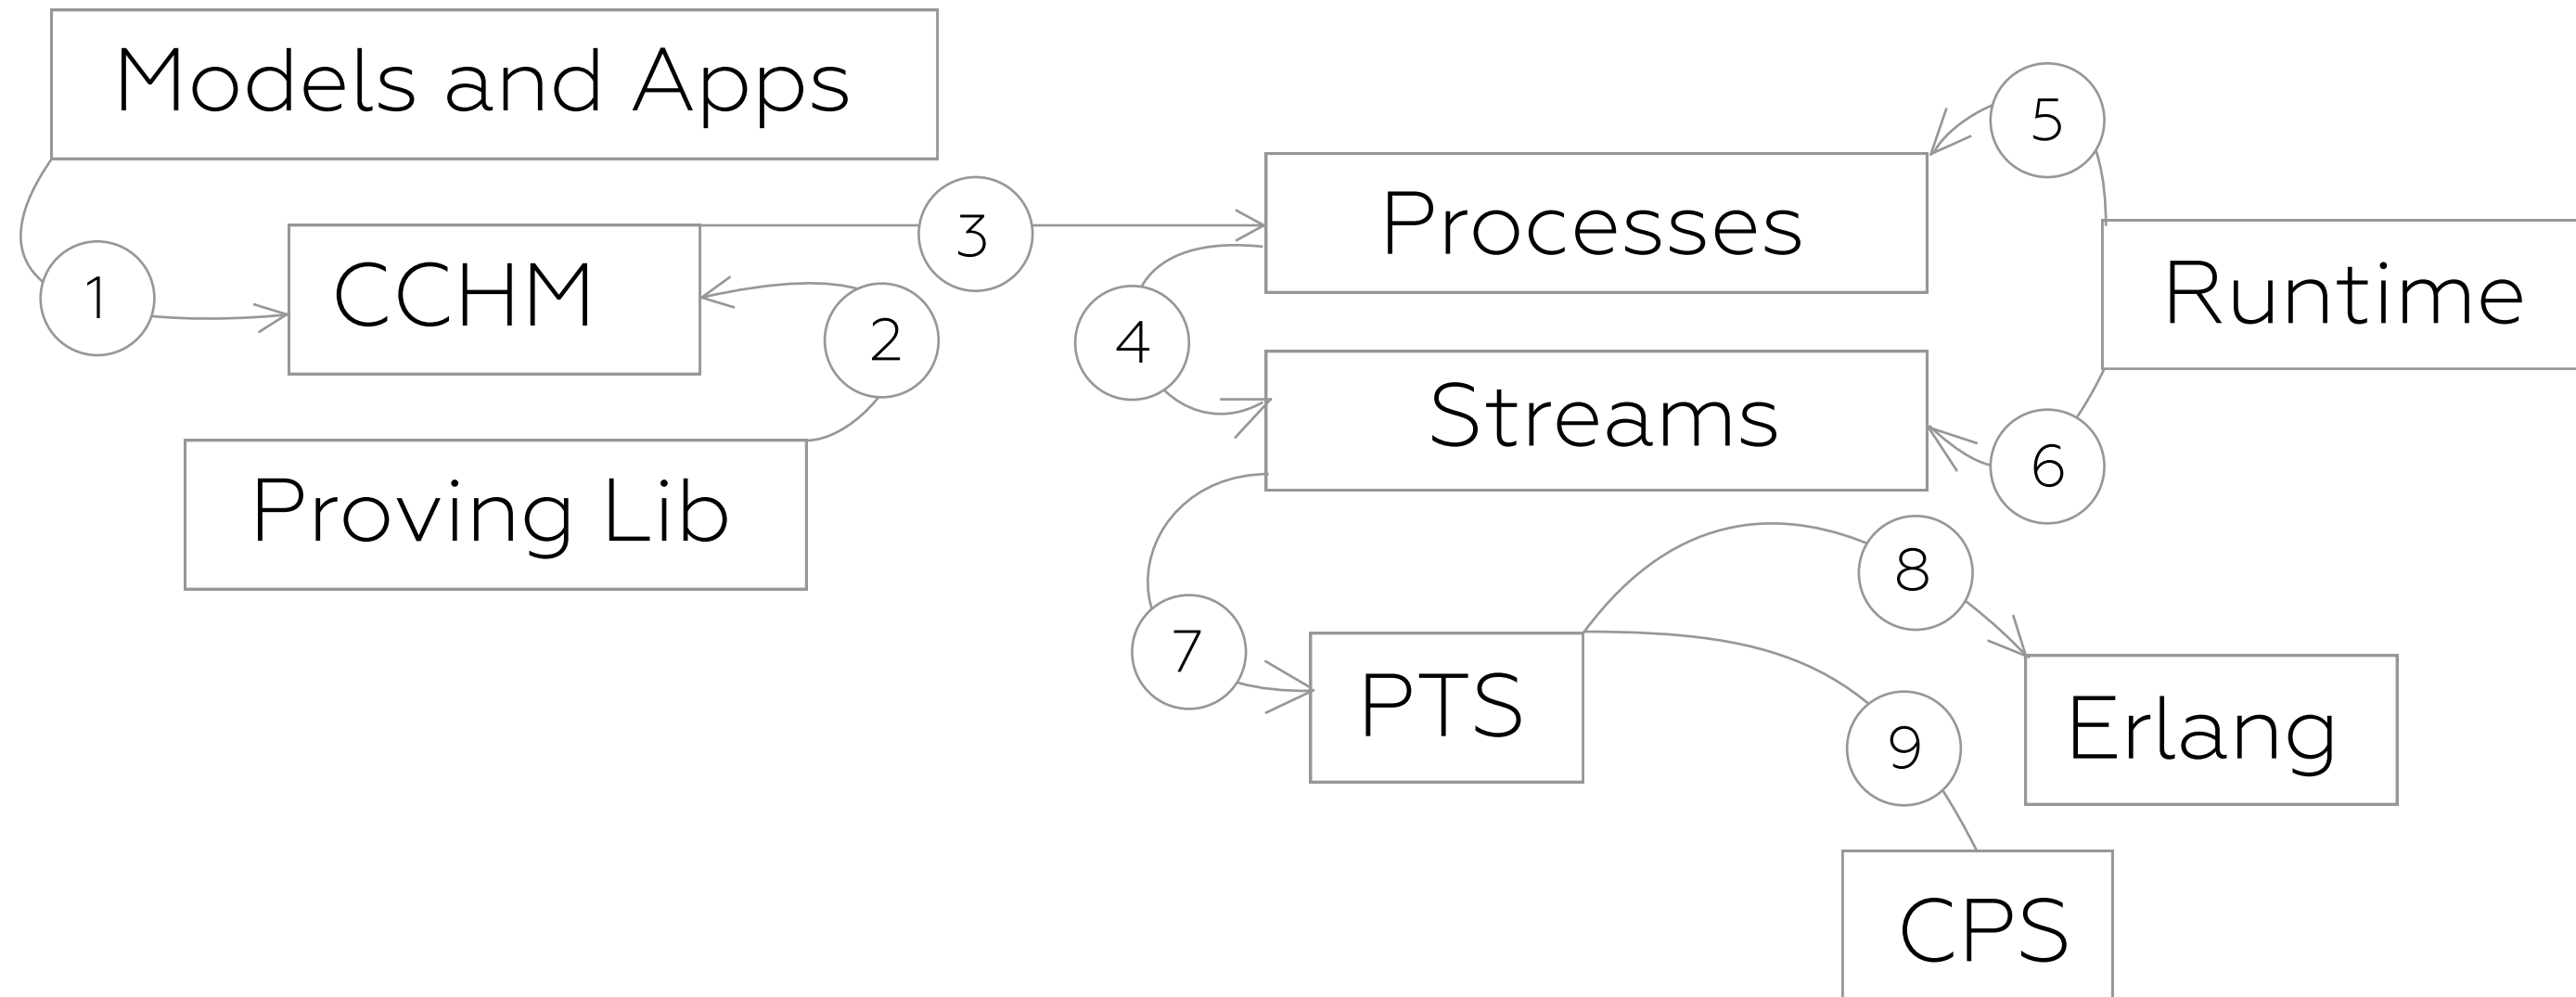 Models and Apps
5
Processes
3
Runtime
1
CCHM
2
4
Streams
6
Proving Lib
8
7
PTS
9
Erlang
CPS